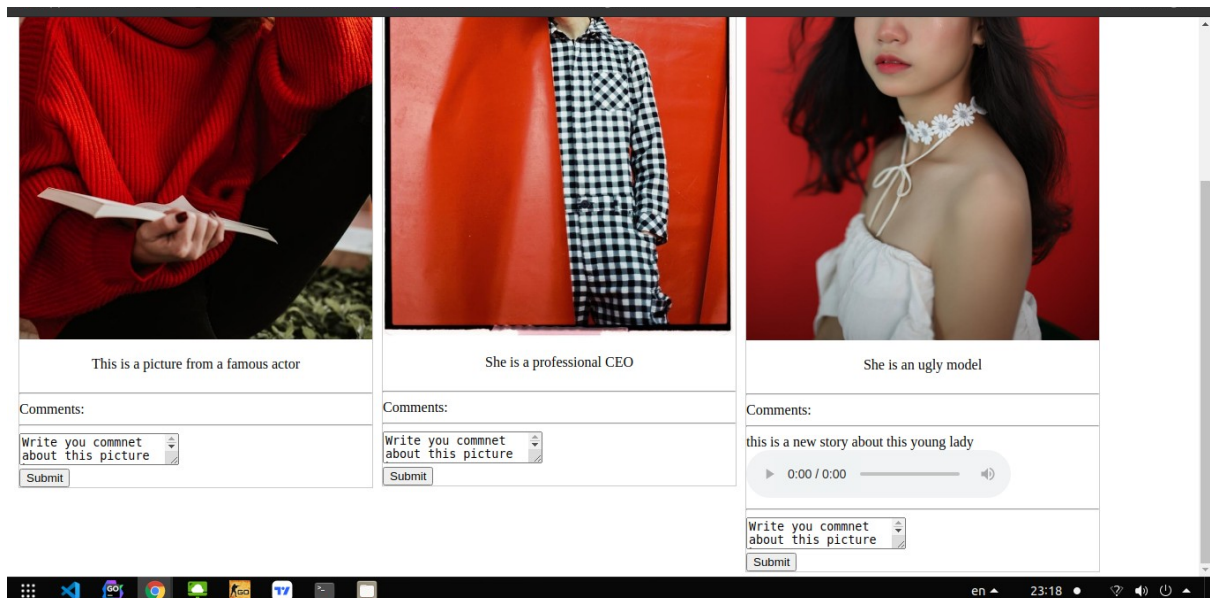 This is a picture from a famous actor
Comments:
Write you commnet
about this picture
Submit
She is a professional CEO
Comments:
Write you commnet
about this picture
Submit
She is an ugly model
Comments:
this is a new story about this young lady
0:00 / 0:00
Write you commnet
about this picture
Submit
GO
GO
en
23:18